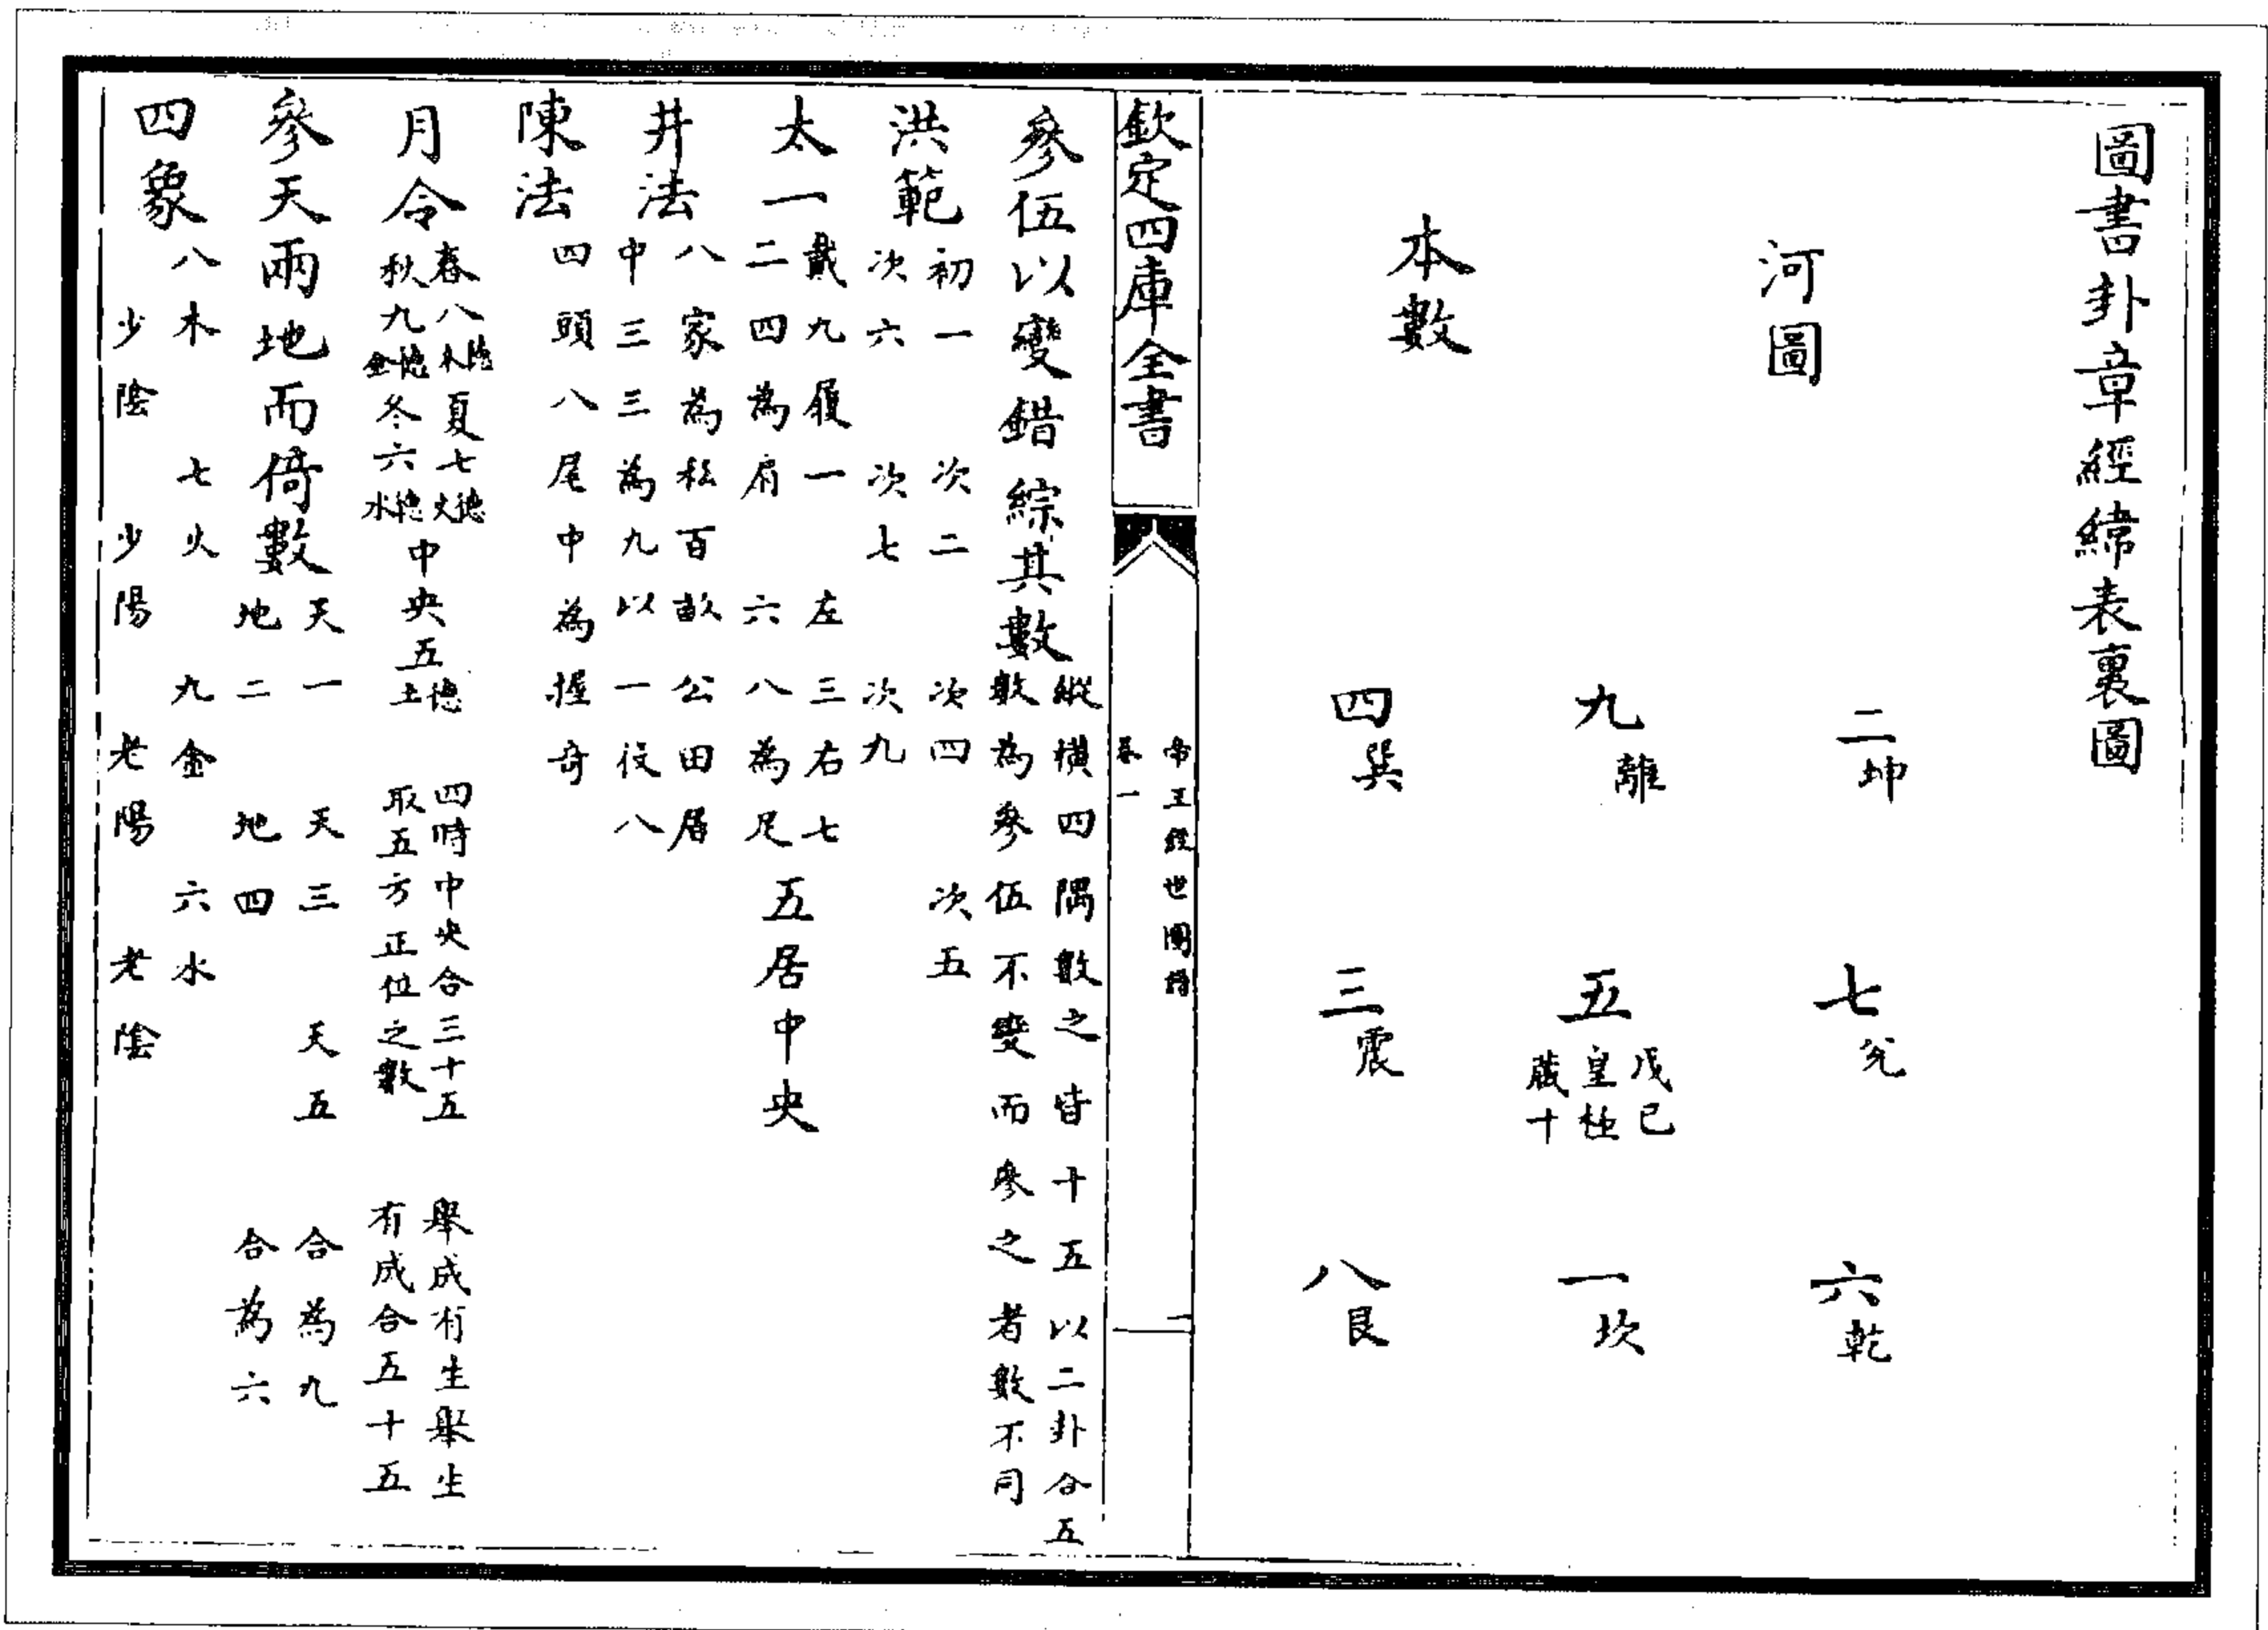 圖書卦章經緯表裏圖
河圖
本數
二坤
七兌
六乾
九離
五
戊己
皇極
藏十
一坎
四巽
三震
八艮
欽定四庫全書
帝王經世圖譜
卷一
一
參伍以變錯綜其數
縱橫四隅數之皆十五以二卦合五
數為參伍不變而參之者數不同
洪範
初一 次二 次四 次五
次六 次七 次九
太一
戴九履一 左三右七
二四為肩 六八為足
五居中央
井法
八家為私百畝公田居
中三三為九以一役八
陳法
四頭八尾中為握奇
月令
春八木德夏七火德
秋九金德冬六水德
中央五土德
四時中央合三十五
取五方正位之數
舉成有生舉生
有成合五十五
參天兩地而倚數
天一 天三 天五 合為九
地二 地四 合為六
四象
八木 七火 九金 六水
少陰 少陽 老陽 老陰